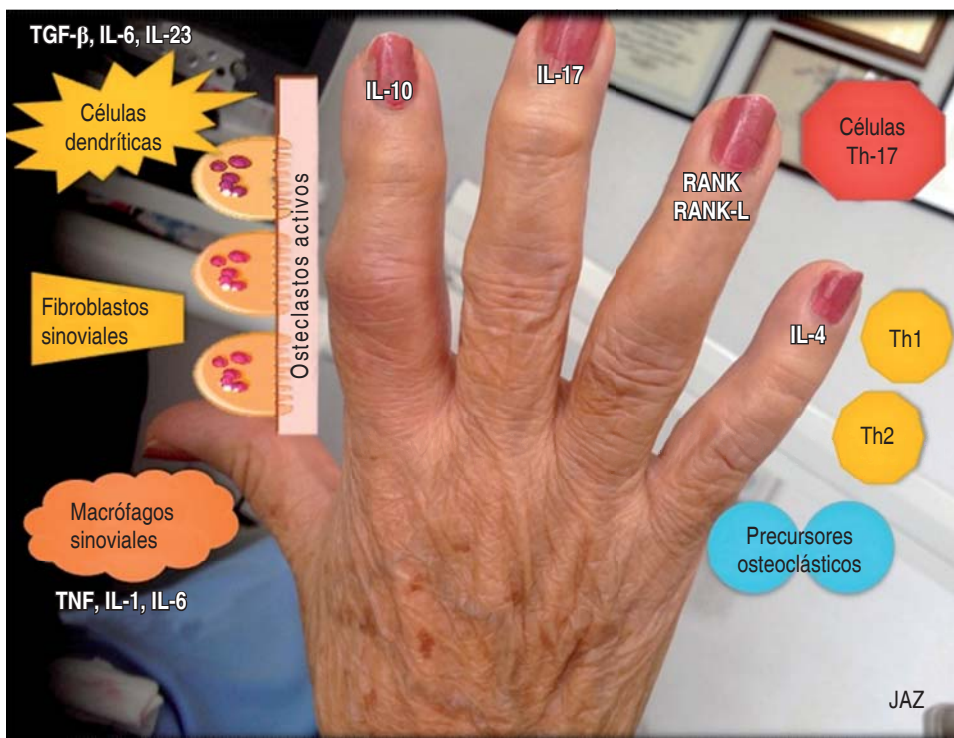 TGF-β, IL-6, IL-23
Células
dendríticas
IL-10
IL-17
Células
Th-17
RANK
RANK-L
Osteclastos activos
Fibroblastos
sinoviales
IL-4
Th1
Th2
Macrófagos
sinoviales
Precursores
osteoclásticos
TNF, IL-1, IL-6
JAZ